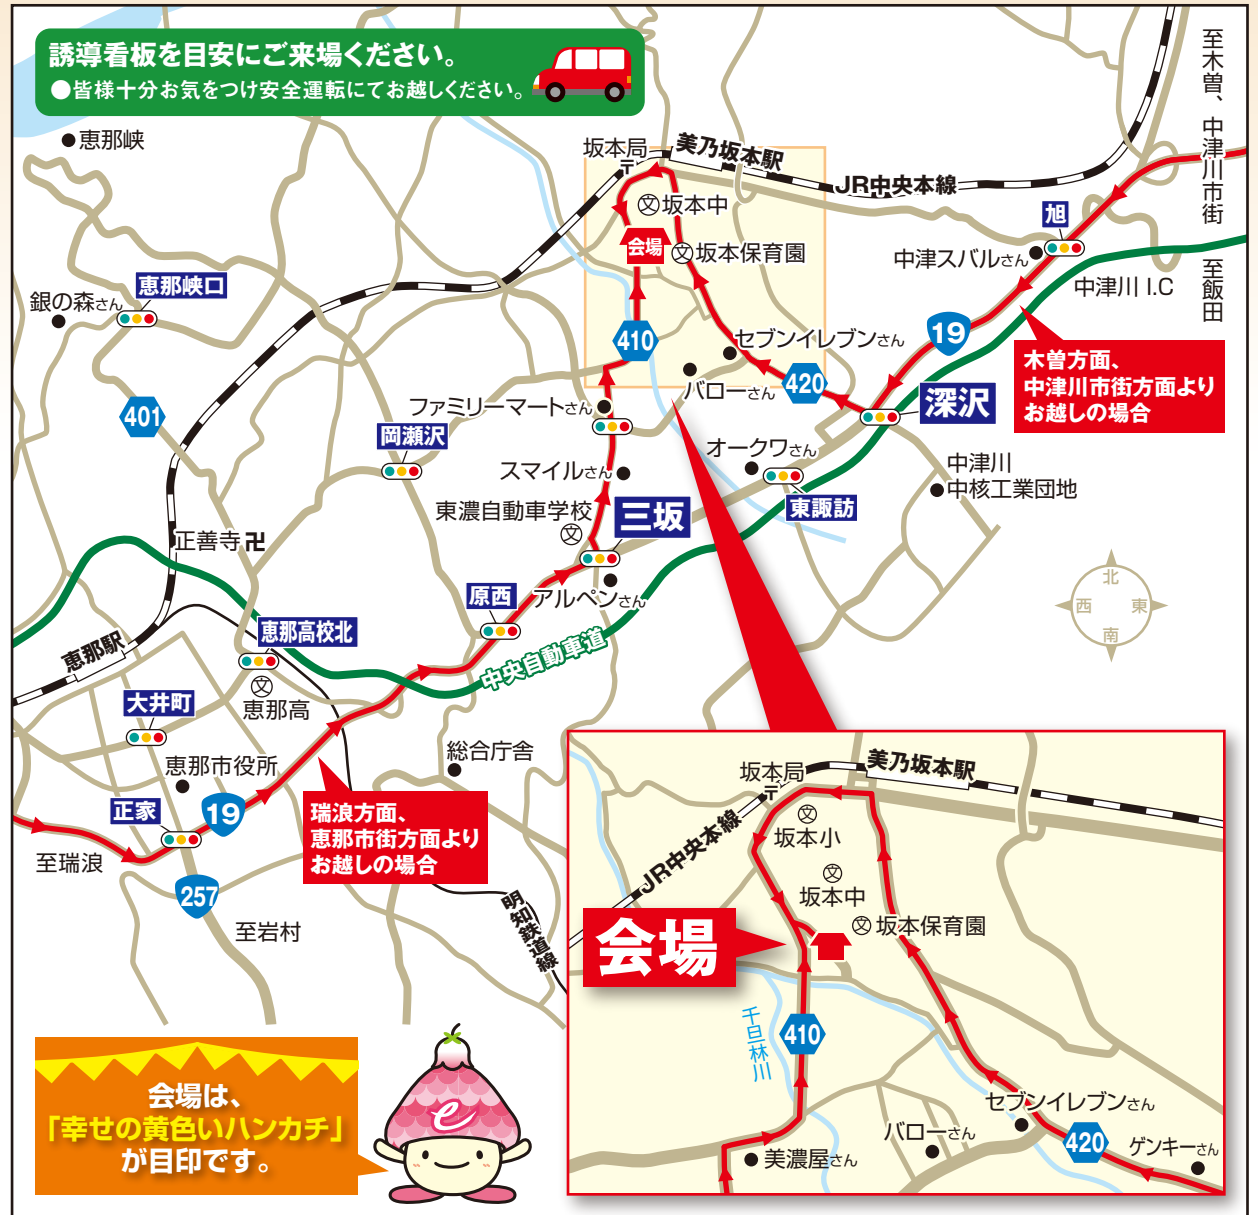 誘導看板を目安にご来場ください。
●皆様十分お気をつけ安全運転にてお越しください。
至木曽、中津川市街
至飯田
恵那峡
坂本局
美乃坂本駅
JR中央本線
坂本中
会場
坂本保育園
旭
中津スバルさん
中津川 I.C
恵那峡口
銀の森さん
19
410
セブンイレブンさん
木曽方面、
中津川市街方面より
お越しの場合
バローさん
420
深沢
401
ファミリーマートさん
岡瀬沢
オークワさん
中津川
中核工業団地
スマイルさん
東濃自動車学校
三坂
東諏訪
正善寺
アルペンさん
原西
北
西
東
南
恵那高校北
恵那駅
中央自動車道
恵那高
大井町
恵那市役所
総合庁舎
正家
19
瑞浪方面、
恵那市街方面より
お越しの場合
至瑞浪
257
至岩村
明知鉄道線
坂本局
美乃坂本駅
JR中央本線
坂本小
坂本中
坂本保育園
会場
千旦林川
410
セブンイレブンさん
バローさん
420
ゲンキーさん
美濃屋さん
会場は、
「幸せの黄色いハンカチ」
が目印です。
e